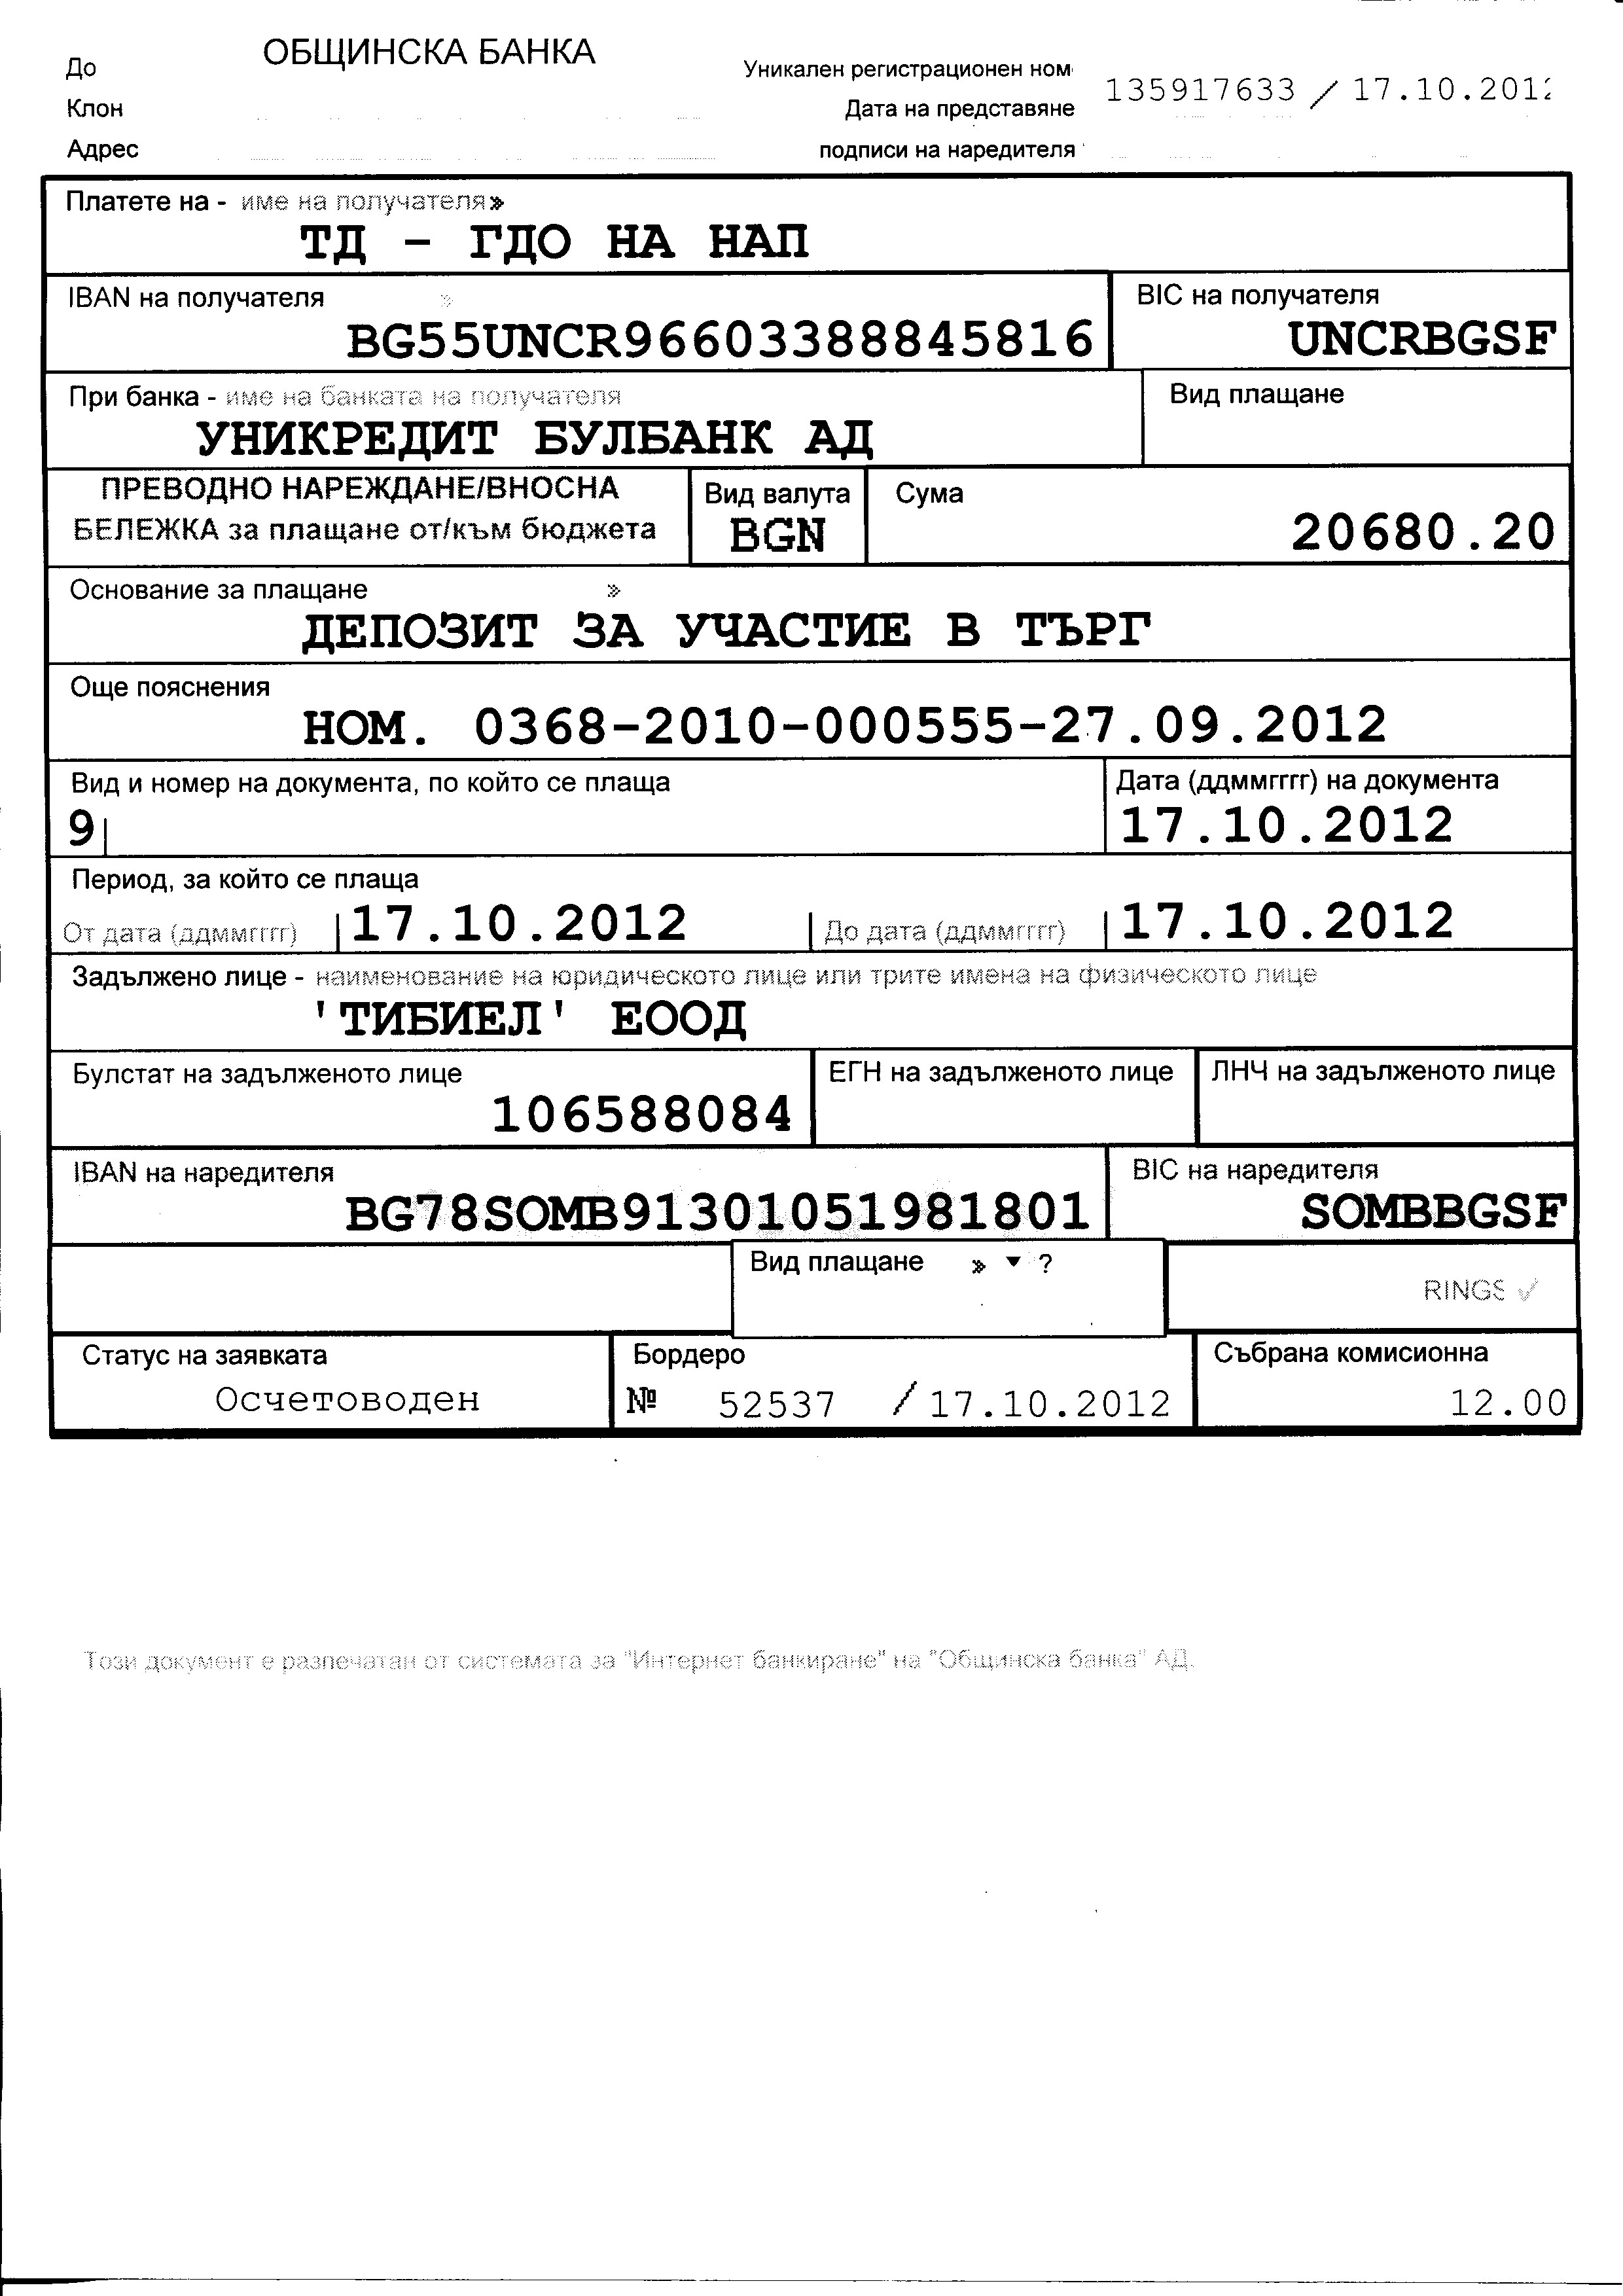 До ОБЩИНСКА БАНКА
Клон
Адрес
Уникален регистрационен ном
135917633 / 17.10.2012
Дата на представяне
подписи на наредителя
Платете на - име на получателя»
ТД - ГДО НА НАП
IBAN на получателя »
BG55UNCR96603388845816
BIC на получателя
UNCRBGSF
При банка - име на банката на получателя
УНИКРЕДИТ БУЛБАНК АД
Вид плащане
ПРЕВОДНО НАРЕЖДАНЕ/ВНОСНА
БЕЛЕЖКА за плащане от/към бюджета
Вид валута
BGN
Сума
20680.20
Основание за плащане »
ДЕПОЗИТ ЗА УЧАСТИЕ В ТЪРГ
Още пояснения
НОМ. 0368-2010-000555-27.09.2012
Вид и номер на документа, по който се плаща
9
Дата (ддммгггг) на документа
17.10.2012
Период, за който се плаща
От дата (ддммгггг) 17.10.2012 До дата (ддммгггг) 17.10.2012
Задължено лице - наименование на юридическото лице или трите имена на физическото лице
'ТИБИЕЛ' ЕООД
Булстат на задълженото лице
106588084
ЕГН на задълженото лице
ЛНЧ на задълженото лице
IBAN на наредителя
BG78SOMB91301051981801
BIC на наредителя
SOMBBGSF
Вид плащане » ▼ ?
RINGS ✓
Статус на заявката
Осчетоводен
Бордеро
№ 52537 / 17.10.2012
Събрана комисионна
12.00
Този документ е разпечатан от системата за "Интернет банкиране" на "Общинска банка" АД.